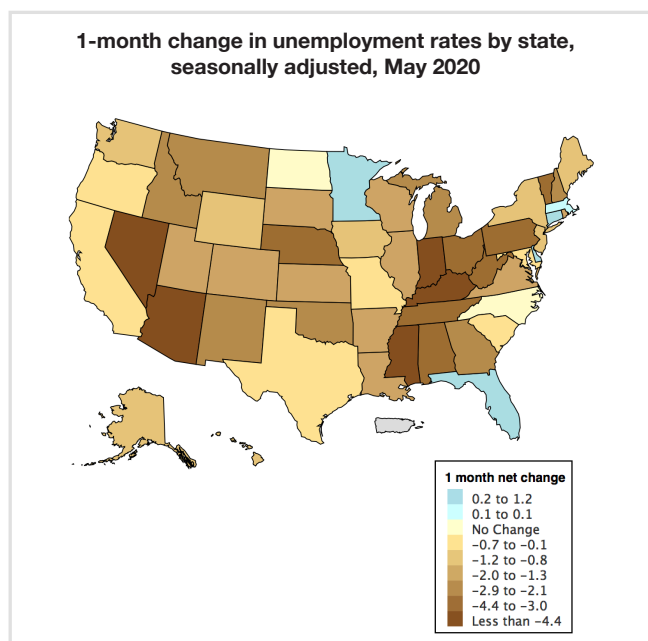 1-month change in unemployment rates by state,
seasonally adjusted, May 2020
1 month net change
0.2 to 1.2
0.1 to 0.1
No Change
-0.7 to -0.1
-1.2 to -0.8
-2.0 to -1.3
-2.9 to -2.1
-4.4 to -3.0
Less than -4.4